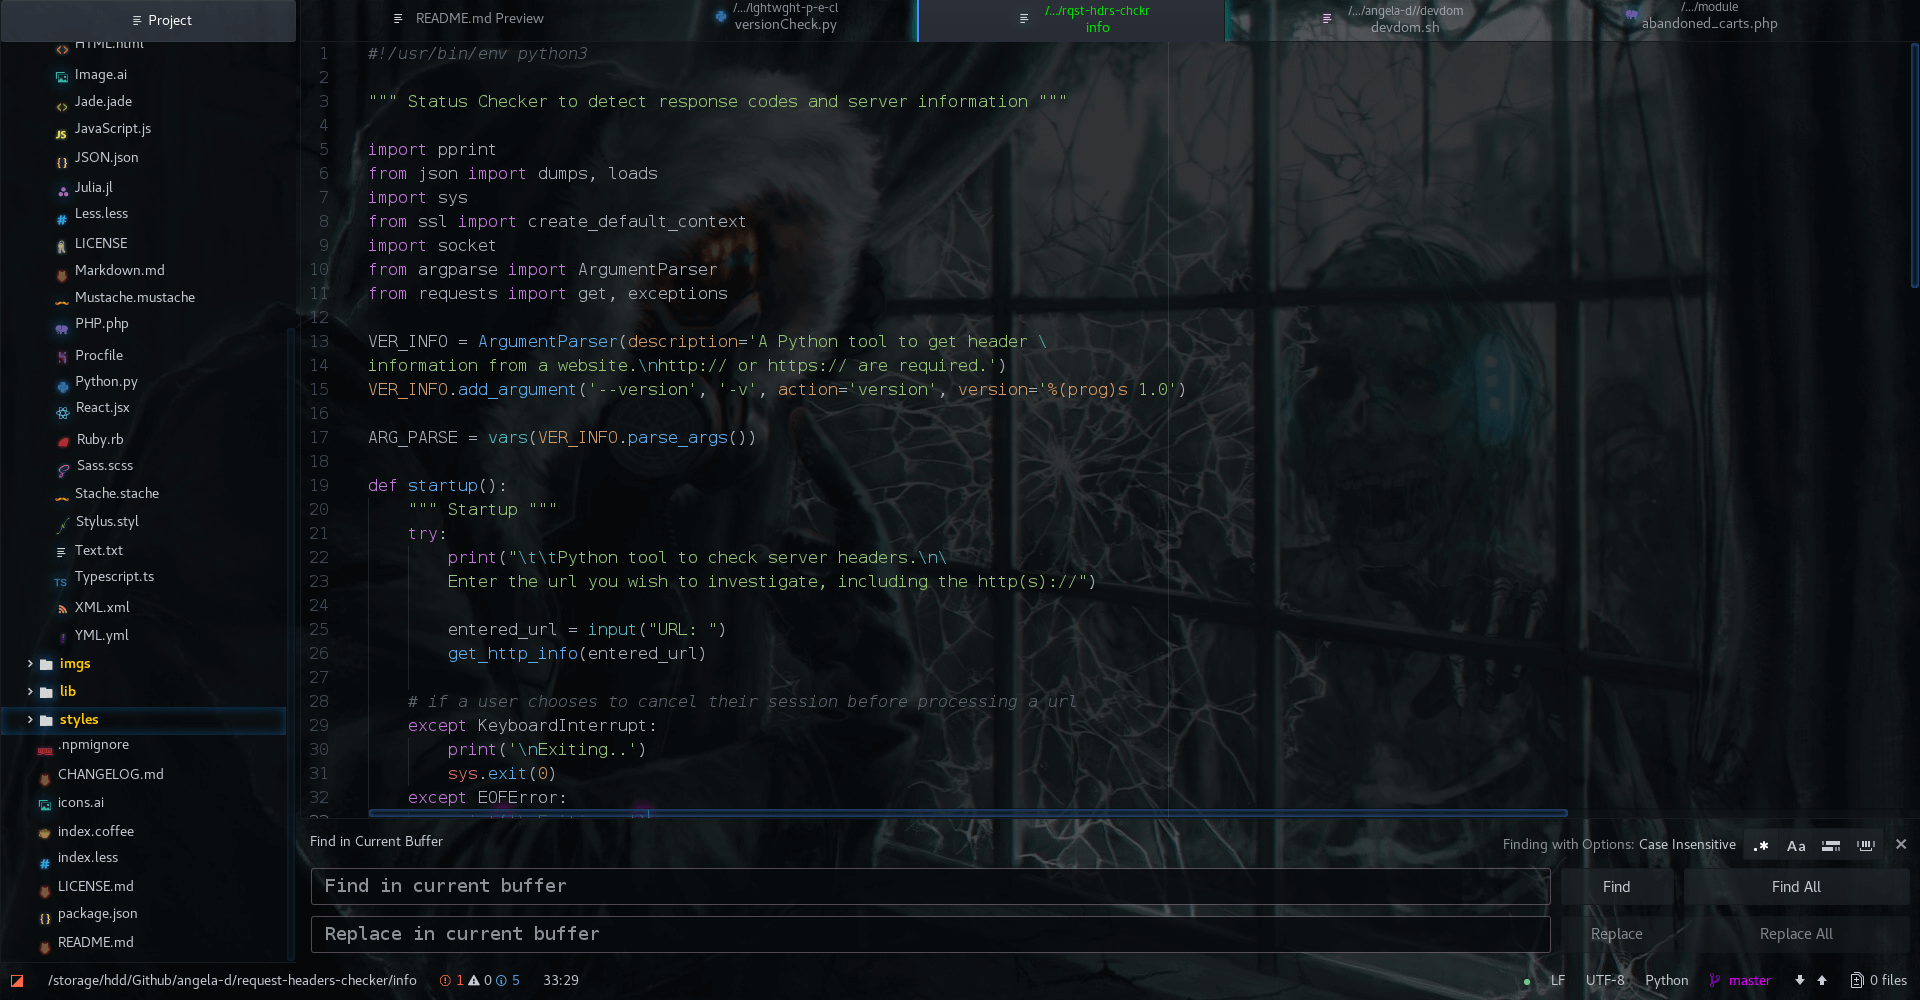 Project
HTML.html
Image.ai
Jade.jade
JavaScript.js
JSON.json
Julia.jl
Less.less
LICENSE
Markdown.md
Mustache.mustache
PHP.php
Procfile
Python.py
React.jsx
Ruby.rb
Sass.scss
Stache.stache
Stylus.styl
Text.txt
Typescript.ts
XML.xml
YML.yml
imgs
lib
styles
.npmignore
CHANGELOG.md
icons.ai
index.coffee
index.less
LICENSE.md
package.json
README.md
README.md Preview
/.../lghtwght-p-e-cl
versionCheck.py
/.../rqst-hdrs-chckr
info
/.../angela-d//devdom
devdom.sh
/.../module
abandoned_carts.php
1 #!/usr/bin/env python3
2
3 """ Status Checker to detect response codes and server information """
4
5 import pprint
6 from json import dumps, loads
7 import sys
8 from ssl import create_default_context
9 import socket
10 from argparse import ArgumentParser
11 from requests import get, exceptions
12
13 VER_INFO = ArgumentParser(description='A Python tool to get header \
14 information from a website.\nhttp:// or https:// are required.')
15 VER_INFO.add_argument('--version', '-v', action='version', version='%(prog)s 1.0')
16
17 ARG_PARSE = vars(VER_INFO.parse_args())
18
19 def startup():
20 """ Startup """
21 try:
22 print("\t\tPython tool to check server headers.\n\
23 Enter the url you wish to investigate, including the http(s)://")
24
25 entered_url = input("URL: ")
26 get_http_info(entered_url)
27
28 # if a user chooses to cancel their session before processing a url
29 except KeyboardInterrupt:
30 print('\nExiting..')
31 sys.exit(0)
32 except EOFError:
Find in Current Buffer
Finding with Options: Case Insensitive
.* Aa
Find in current buffer
Find
Find All
Replace in current buffer
Replace
Replace All
/storage/hdd/Github/angela-d/request-headers-checker/info
1 0 5
33:29
LF
UTF-8
Python
master
0 files